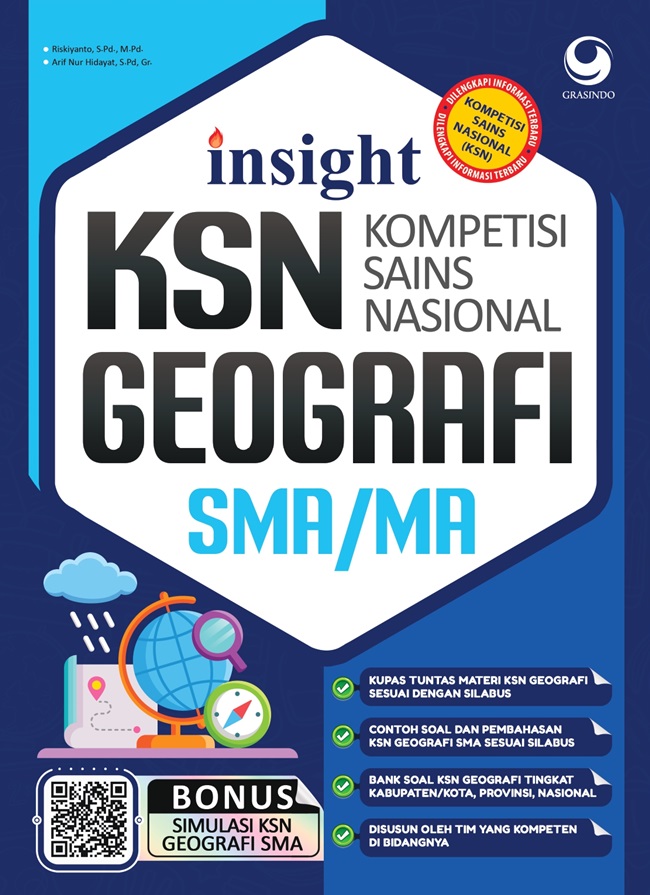 Riskiyanto, S.Pd., M.Pd.
Arif Nur Hidayat, S.Pd, Gr.
GRASINDO
DILENGKAPI INFORMASI TERBARU
KOMPETISI
SAINS
NASIONAL
(KSN)
DILENGKAPI INFORMASI TERBARU
insight
KSN
KOMPETISI
SAINS
NASIONAL
GEOGRAFI
SMA/MA
KUPAS TUNTAS MATERI KSN GEOGRAFI
SESUAI DENGAN SILABUS
CONTOH SOAL DAN PEMBAHASAN
KSN GEOGRAFI SMA SESUAI SILABUS
BANK SOAL KSN GEOGRAFI TINGKAT
KABUPATEN/KOTA, PROVINSI, NASIONAL
DISUSUN OLEH TIM YANG KOMPETEN
DI BIDANGNYA
BONUS
SIMULASI KSN
GEOGRAFI SMA